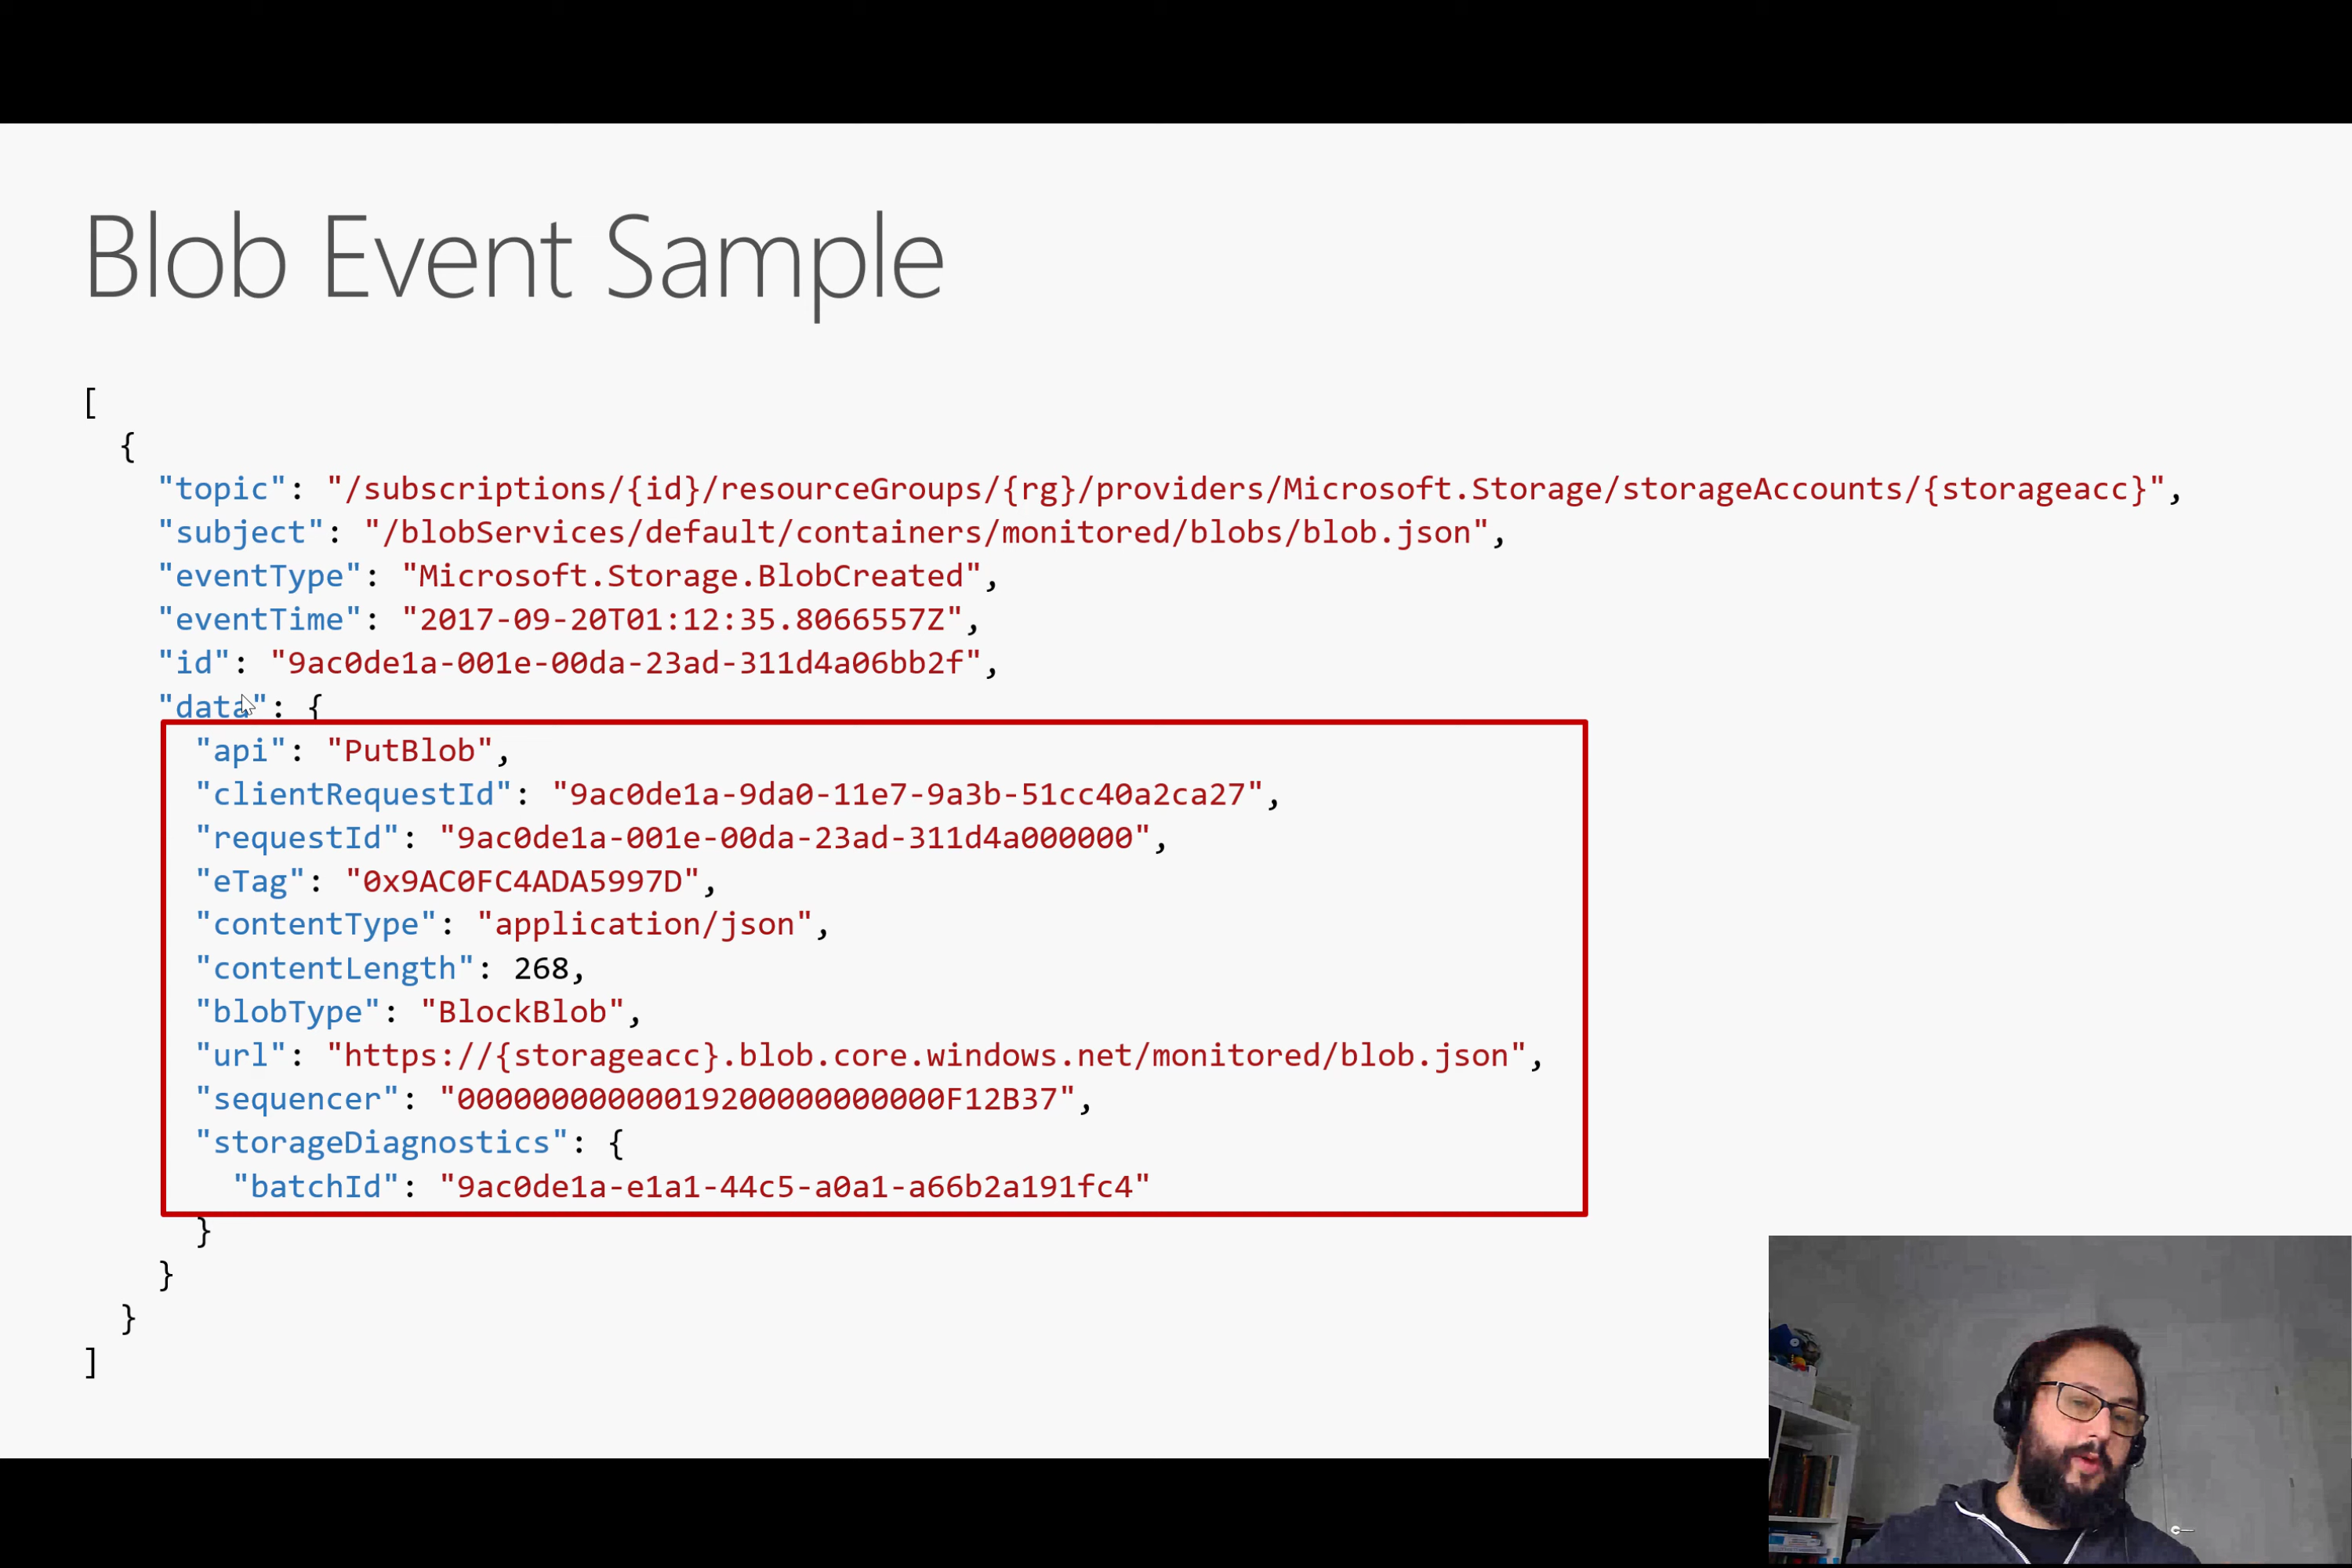 Blob Event Sample
[
{
"topic": "/subscriptions/{id}/resourceGroups/{rg}/providers/Microsoft.Storage/storageAccounts/{storageacc}",
"subject": "/blobServices/default/containers/monitored/blobs/blob.json",
"eventType": "Microsoft.Storage.BlobCreated",
"eventTime": "2017-09-20T01:12:35.8066557Z",
"id": "9ac0de1a-001e-00da-23ad-311d4a06bb2f",
"data": {
"api": "PutBlob",
"clientRequestId": "9ac0de1a-9da0-11e7-9a3b-51cc40a2ca27",
"requestId": "9ac0de1a-001e-00da-23ad-311d4a000000",
"eTag": "0x9AC0FC4ADA5997D",
"contentType": "application/json",
"contentLength": 268,
"blobType": "BlockBlob",
"url": "https://{storageacc}.blob.core.windows.net/monitored/blob.json",
"sequencer": "00000000000019200000000000F12B37",
"storageDiagnostics": {
"batchId": "9ac0de1a-e1a1-44c5-a0a1-a66b2a191fc4"
}
}
}
]